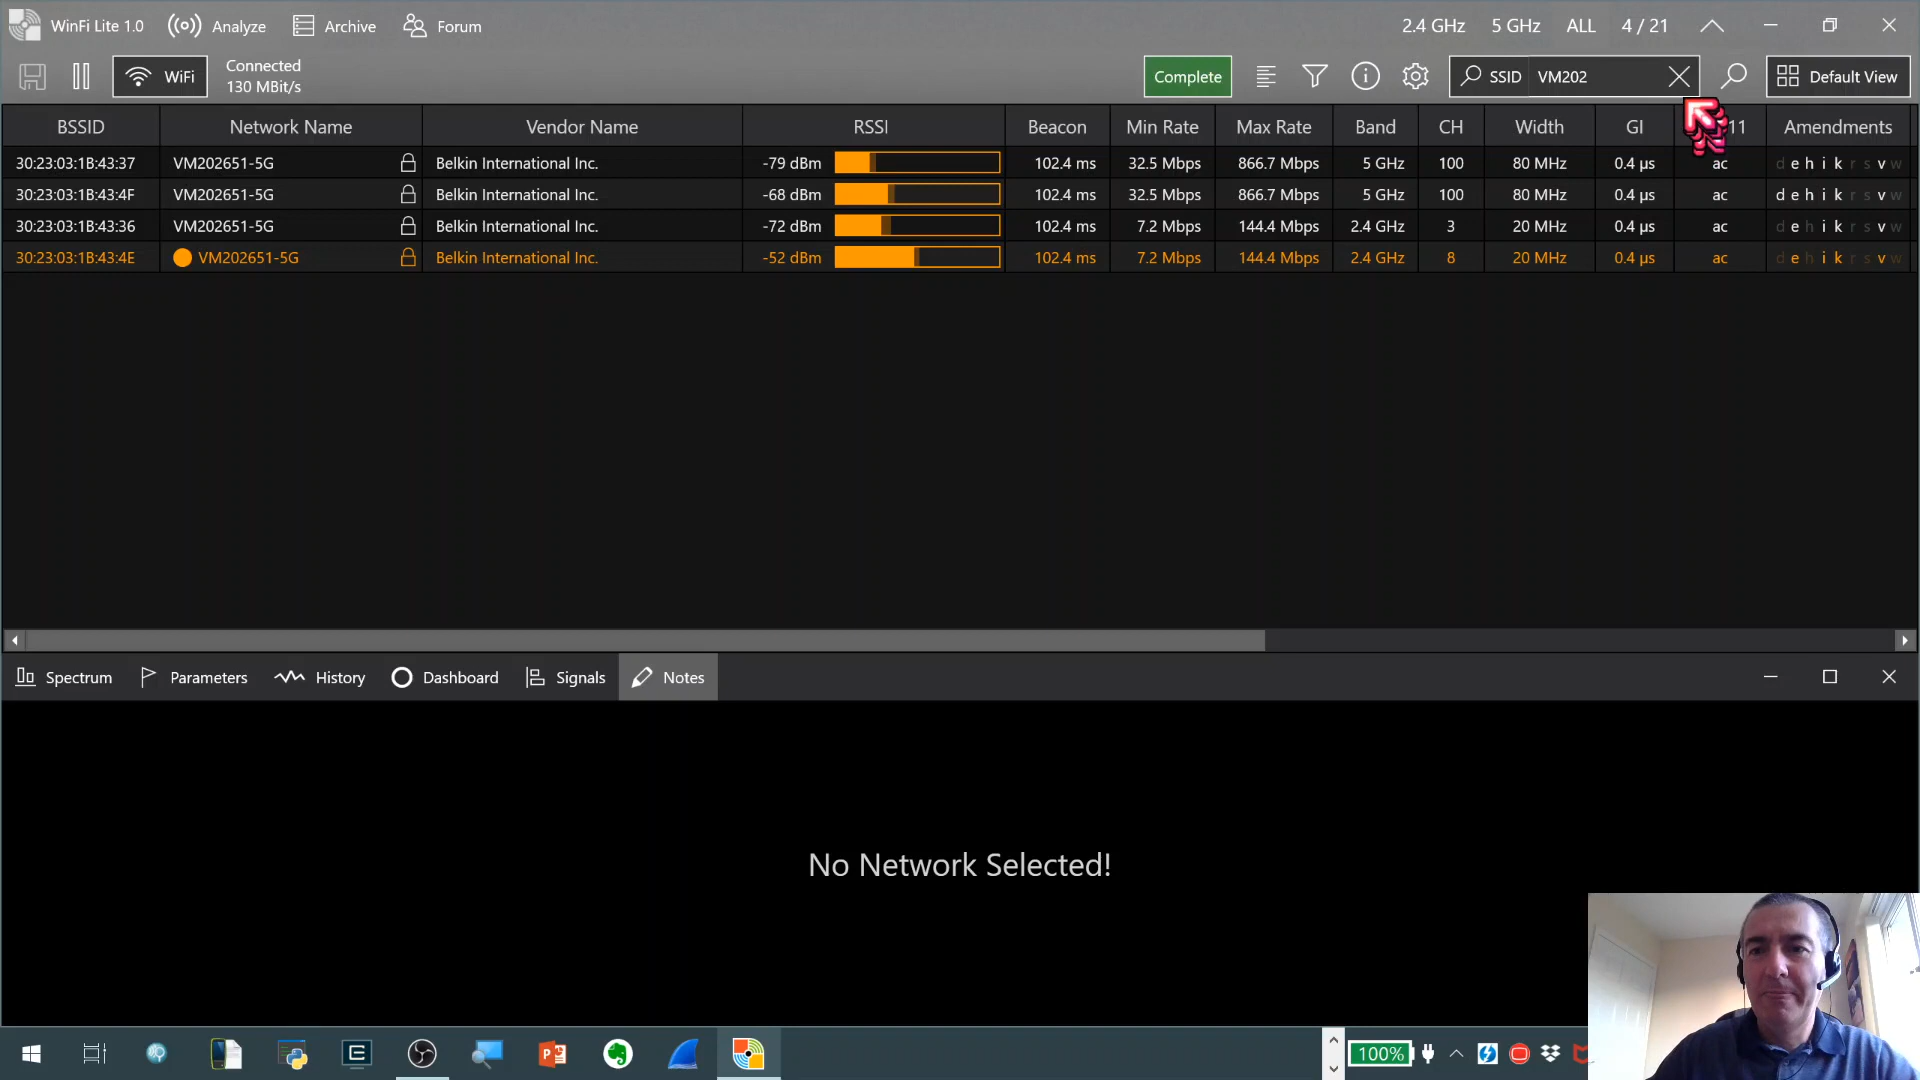 WinFi Lite 1.0 Analyze Archive Forum 2.4 GHz 5 GHz ALL 4 / 21
WiFi Connected 130 MBit/s Complete SSID VM202 Default View
BSSID Network Name Vendor Name RSSI Beacon Min Rate Max Rate Band CH Width GI 11 Amendments
30:23:03:1B:43:37 VM202651-5G Belkin International Inc. -79 dBm 102.4 ms 32.5 Mbps 866.7 Mbps 5 GHz 100 80 MHz 0.4 µs ac d e h i k r s v w
30:23:03:1B:43:4F VM202651-5G Belkin International Inc. -68 dBm 102.4 ms 32.5 Mbps 866.7 Mbps 5 GHz 100 80 MHz 0.4 µs ac d e h i k r s v w
30:23:03:1B:43:36 VM202651-5G Belkin International Inc. -72 dBm 102.4 ms 7.2 Mbps 144.4 Mbps 2.4 GHz 3 20 MHz 0.4 µs ac d e h i k r s v w
30:23:03:1B:43:4E VM202651-5G Belkin International Inc. -52 dBm 102.4 ms 7.2 Mbps 144.4 Mbps 2.4 GHz 8 20 MHz 0.4 µs ac d e h i k r s v w
Spectrum Parameters History Dashboard Signals Notes
No Network Selected!
100%